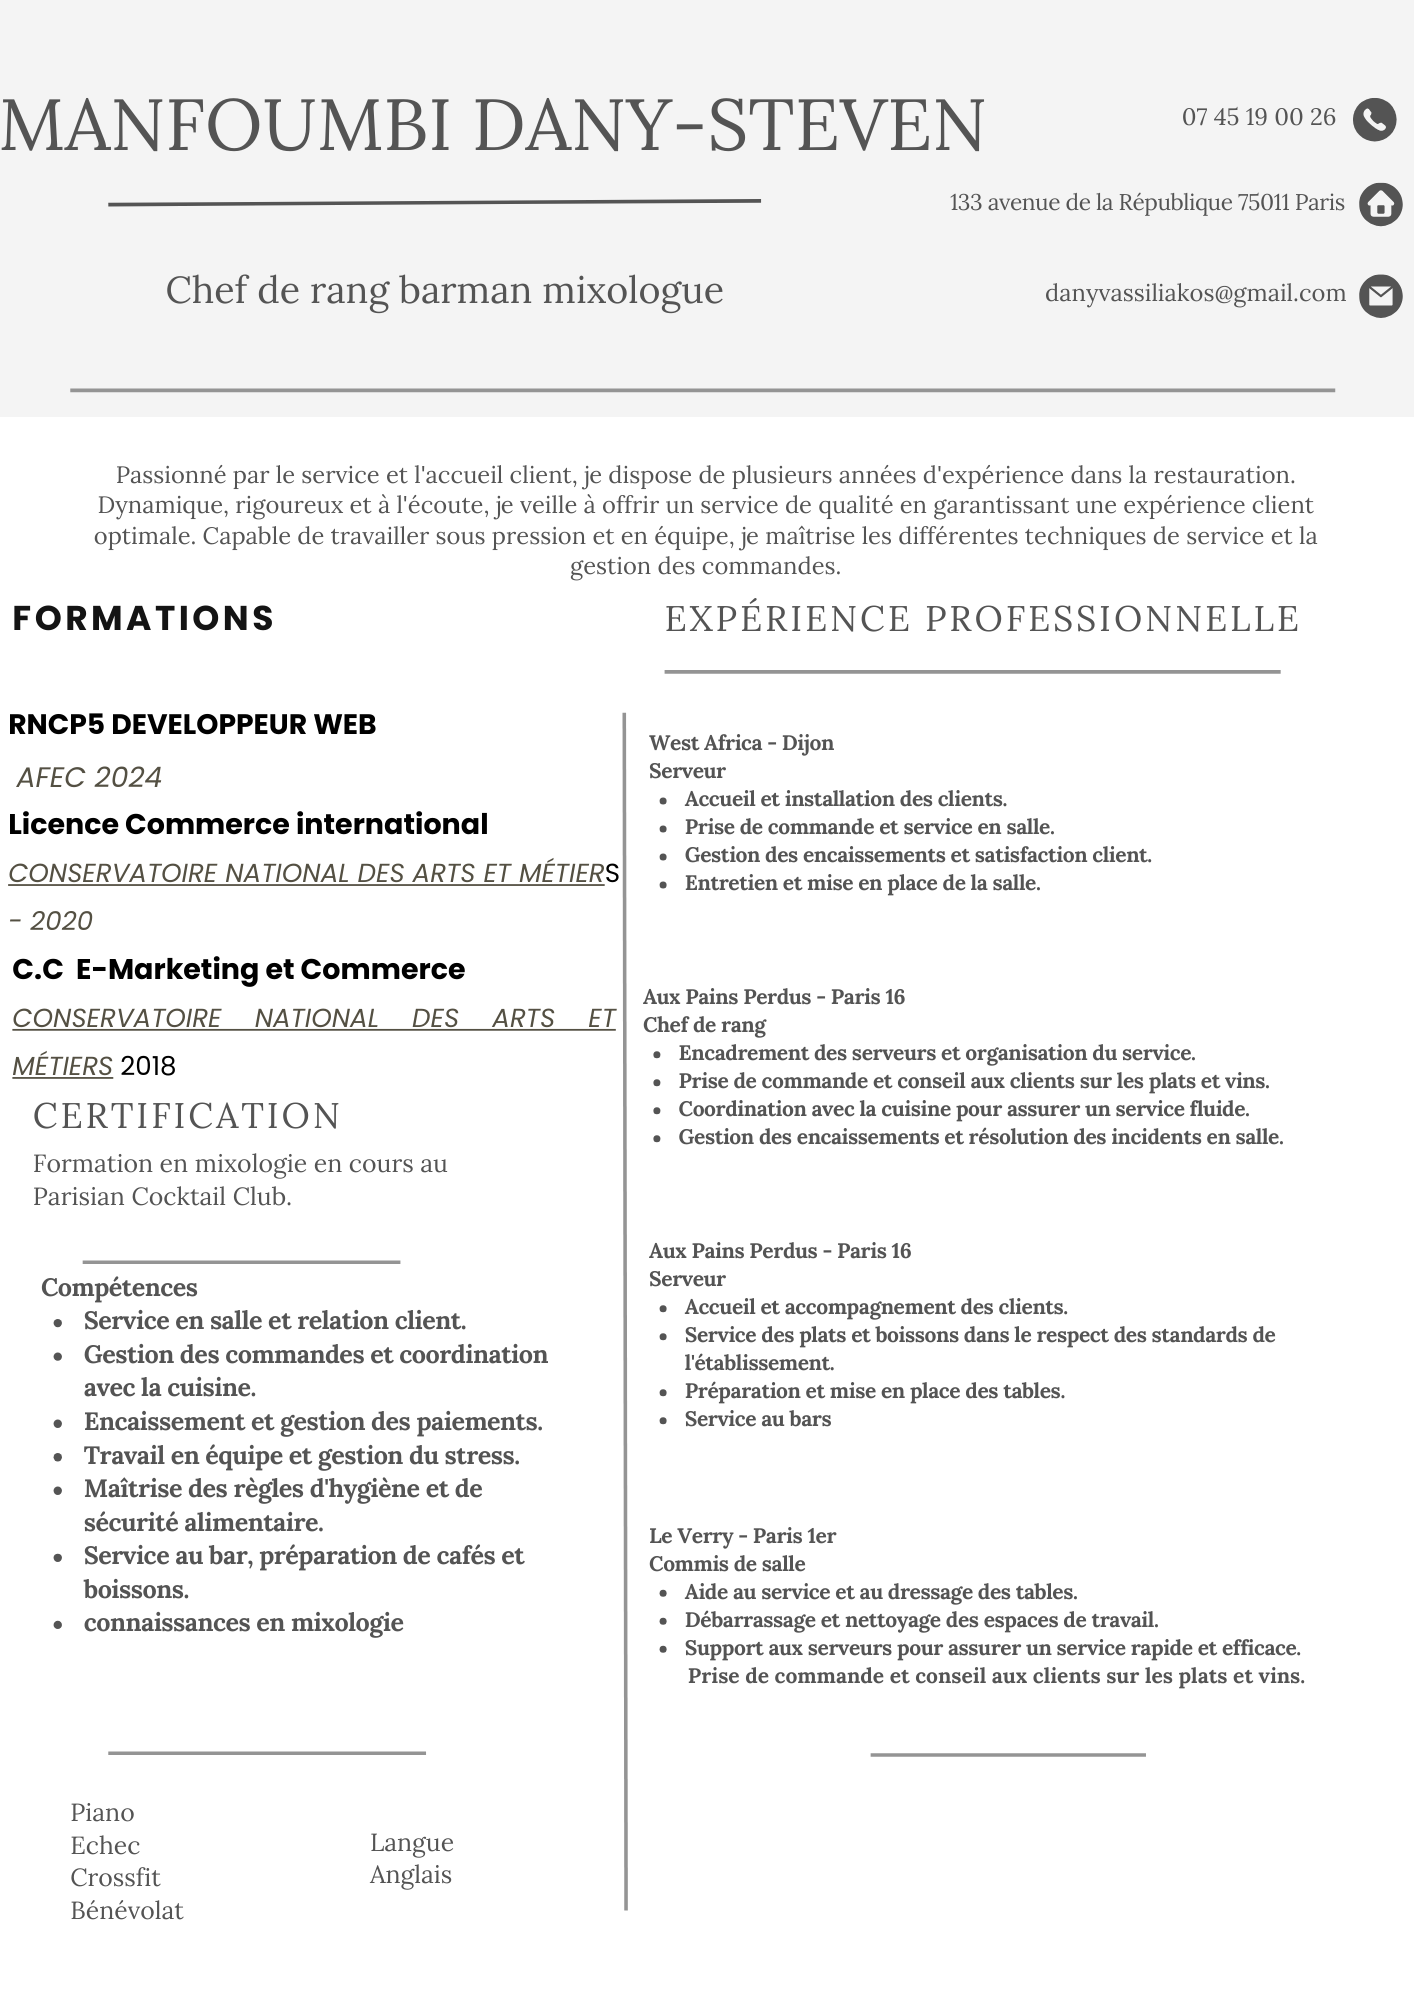 MANFOUMBI DANY-STEVEN
Chef de rang barman mixologue
07 45 19 00 26
133 avenue de la République 75011 Paris
danyvassiliakos@gmail.com
Passionné par le service et l'accueil client, je dispose de plusieurs années d'expérience dans la restauration.
Dynamique, rigoureux et à l'écoute, je veille à offrir un service de qualité en garantissant une expérience client
optimale. Capable de travailler sous pression et en équipe, je maîtrise les différentes techniques de service et la
gestion des commandes.
FORMATIONS
RNCP5 DEVELOPPEUR WEB
AFEC 2024
Licence Commerce international
CONSERVATOIRE NATIONAL DES ARTS ET MÉTIERS
- 2020
C.C E-Marketing et Commerce
CONSERVATOIRE NATIONAL DES ARTS ET
MÉTIERS 2018
CERTIFICATION
Formation en mixologie en cours au
Parisian Cocktail Club.
Compétences
• Service en salle et relation client.
• Gestion des commandes et coordination
avec la cuisine.
• Encaissement et gestion des paiements.
• Travail en équipe et gestion du stress.
• Maîtrise des règles d'hygiène et de
sécurité alimentaire.
• Service au bar, préparation de cafés et
boissons.
• connaissances en mixologie
Piano
Echec
Crossfit
Bénévolat
Langue
Anglais
EXPÉRIENCE PROFESSIONNELLE
West Africa - Dijon
Serveur
• Accueil et installation des clients.
• Prise de commande et service en salle.
• Gestion des encaissements et satisfaction client.
• Entretien et mise en place de la salle.
Aux Pains Perdus - Paris 16
Chef de rang
• Encadrement des serveurs et organisation du service.
• Prise de commande et conseil aux clients sur les plats et vins.
• Coordination avec la cuisine pour assurer un service fluide.
• Gestion des encaissements et résolution des incidents en salle.
Aux Pains Perdus - Paris 16
Serveur
• Accueil et accompagnement des clients.
• Service des plats et boissons dans le respect des standards de
l'établissement.
• Préparation et mise en place des tables.
• Service au bars
Le Verry - Paris 1er
Commis de salle
• Aide au service et au dressage des tables.
• Débarrassage et nettoyage des espaces de travail.
• Support aux serveurs pour assurer un service rapide et efficace.
Prise de commande et conseil aux clients sur les plats et vins.